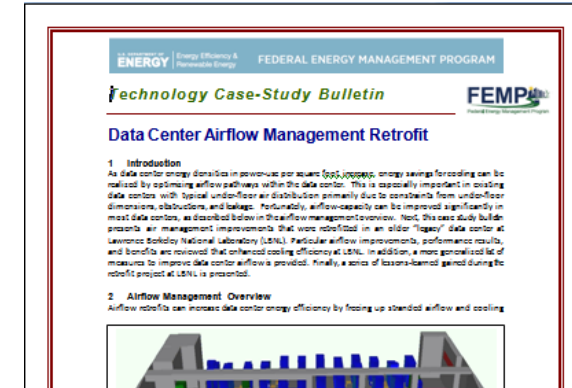 U.S. DEPARTMENT OF
ENERGY
Energy Efficiency &
Renewable Energy
FEDERAL ENERGY MANAGEMENT PROGRAM
Technology Case-Study Bulletin
FEMP
Federal Energy Management Program
Data Center Airflow Management Retrofit
1 Introduction
As data center energy densities in power-use per square foot increase, energy savings for cooling can be
realized by optimizing airflow pathways within the data center. This is especially important in existing
data centers with typical under-floor air distribution primarily due to constraints from under-floor
dimensions, obstructions, and leakage. Fortunately, airflow-capacity can be improved significantly in
most data centers, as described below in the airflow management overview. Next, this case study bulletin
presents air management improvements that were retrofitted in an older "legacy" data center at
Lawrence Berkeley National Laboratory (LBNL). Particular airflow improvements, performance results,
and benefits are reviewed that enhanced cooling efficiency at LBNL. In addition, a more generalized list of
measures to improve data center airflow is provided. Finally, a series of lessons-learned gained during the
retrofit project at LBNL is presented.
2 Airflow Management Overview
Airflow retrofits can increase data center energy efficiency by freeing up stranded airflow and cooling